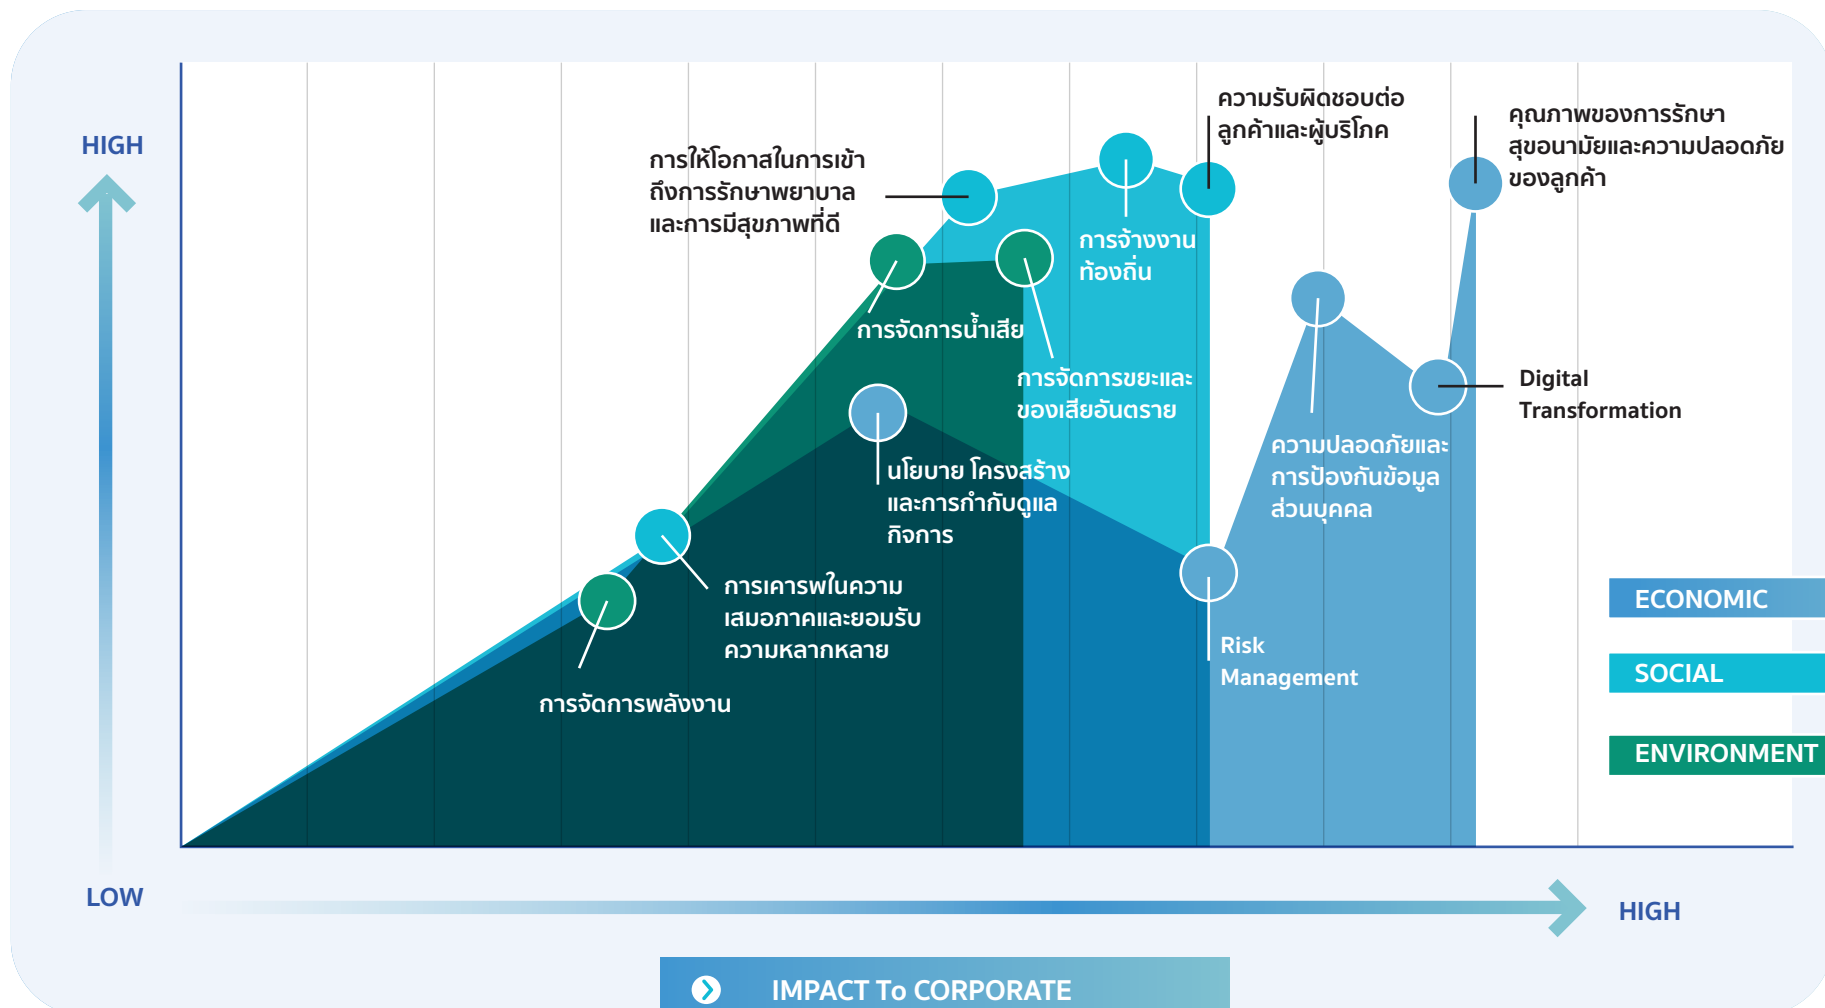 HIGH
ความรับผิดชอบต่อ
ลูกค้าและผู้บริโภค
คุณภาพของการรักษา
สุขอนามัยและความปลอดภัย
ของลูกค้า
การให้โอกาสในการเข้า
ถึงการรักษาพยาบาล
และการมีสุขภาพที่ดี
การจ้างงาน
ท้องถิ่น
การจัดการน้ำเสีย
การจัดการขยะและ
ของเสียอันตราย
Digital
Transformation
ความปลอดภัยและ
การป้องกันข้อมูล
ส่วนบุคคล
นโยบาย โครงสร้าง
และการกำกับดูแล
กิจการ
การเคารพในความ
เสมอภาคและยอมรับ
ความหลากหลาย
Risk
Management
การจัดการพลังงาน
ECONOMIC
SOCIAL
ENVIRONMENT
LOW
HIGH
IMPACT To CORPORATE